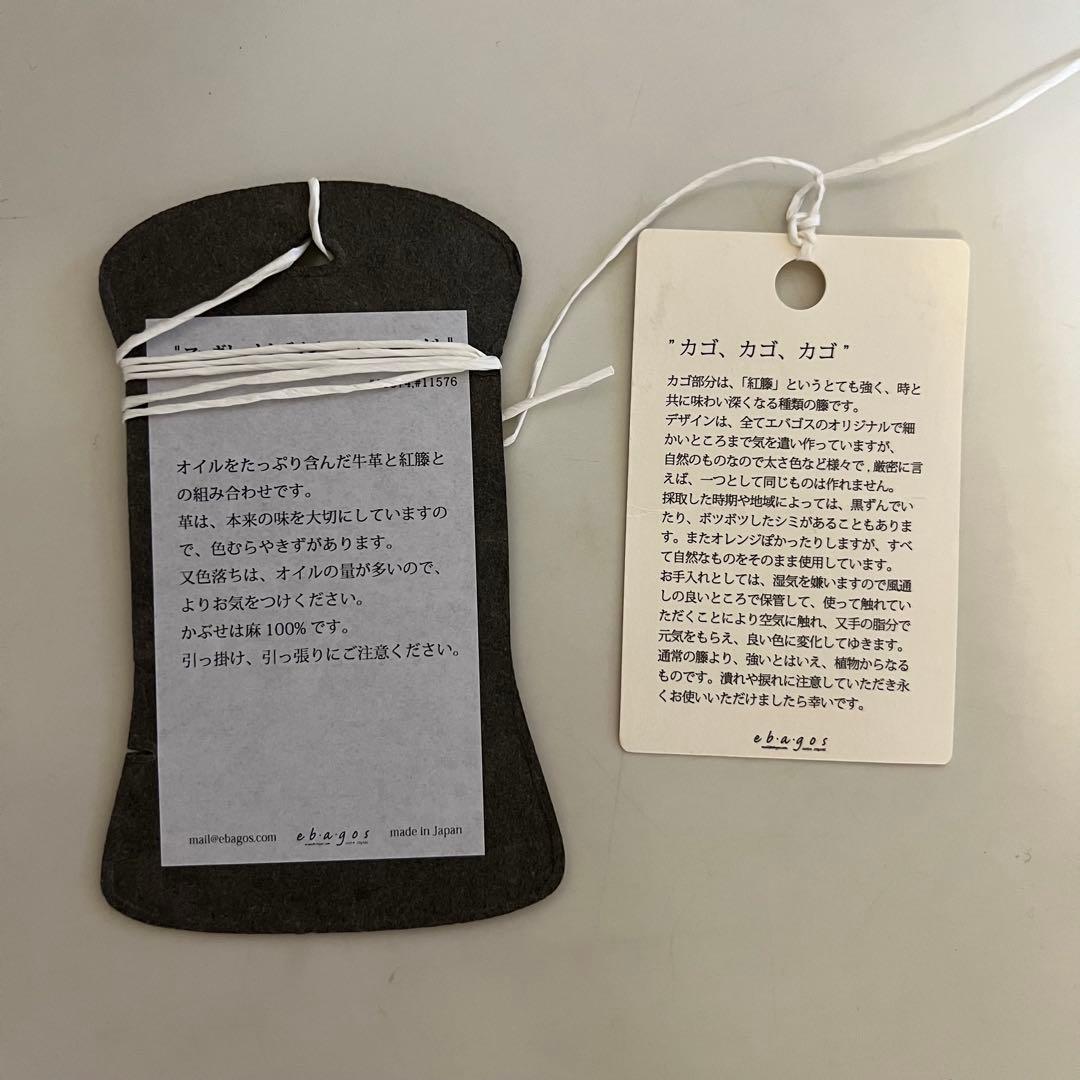 #11576
オイルをたっぷり含んだ牛革と紅籐と
の組み合わせです。
革は、本来の味を大切にしていますの
で、色むらやきずがあります。
又色落ちは、オイルの量が多いので、
よりお気をつけください。
かぶせは麻 100% です。
引っ掛け、引っ張りにご注意ください。
mail@ebagos.com
e b・a・g o s
made in Japan
" カゴ、カゴ、カゴ "
カゴ部分は、「紅籐」というとても強く、時と
共に味わい深くなる種類の籐です。
デザインは、全てエバゴスのオリジナルで細
かいところまで気を遣い作っていますが、
自然のものなので太さ色など様々で , 厳密に言
えば、一つとして同じものは作れません。
採取した時期や地域によっては、黒ずんでい
たり、ボツボツしたシミがあることもありま
す。またオレンジぽかったりしますが、すべ
て自然なものをそのまま使用しています。
お手入れとしては、湿気を嫌いますので風通
しの良いところで保管して、使って触れてい
ただくことにより空気に触れ、又手の脂分で
元気をもらえ、良い色に変化してゆきます。
通常の籐より、強いとはいえ、植物からなる
ものです。潰れや捩れに注意していただき永
くお使いいただけましたら幸いです。
e b・a・g o s